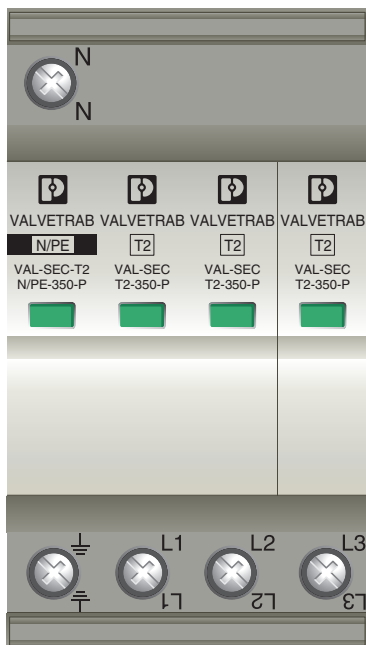 N
N
VALVETRAB VALVETRAB VALVETRAB VALVETRAB
N/PE T2 T2 T2
VAL-SEC-T2 VAL-SEC VAL-SEC VAL-SEC
N/PE-350-P T2-350-P T2-350-P T2-350-P
L1 L2 L3
L1 L2 L3